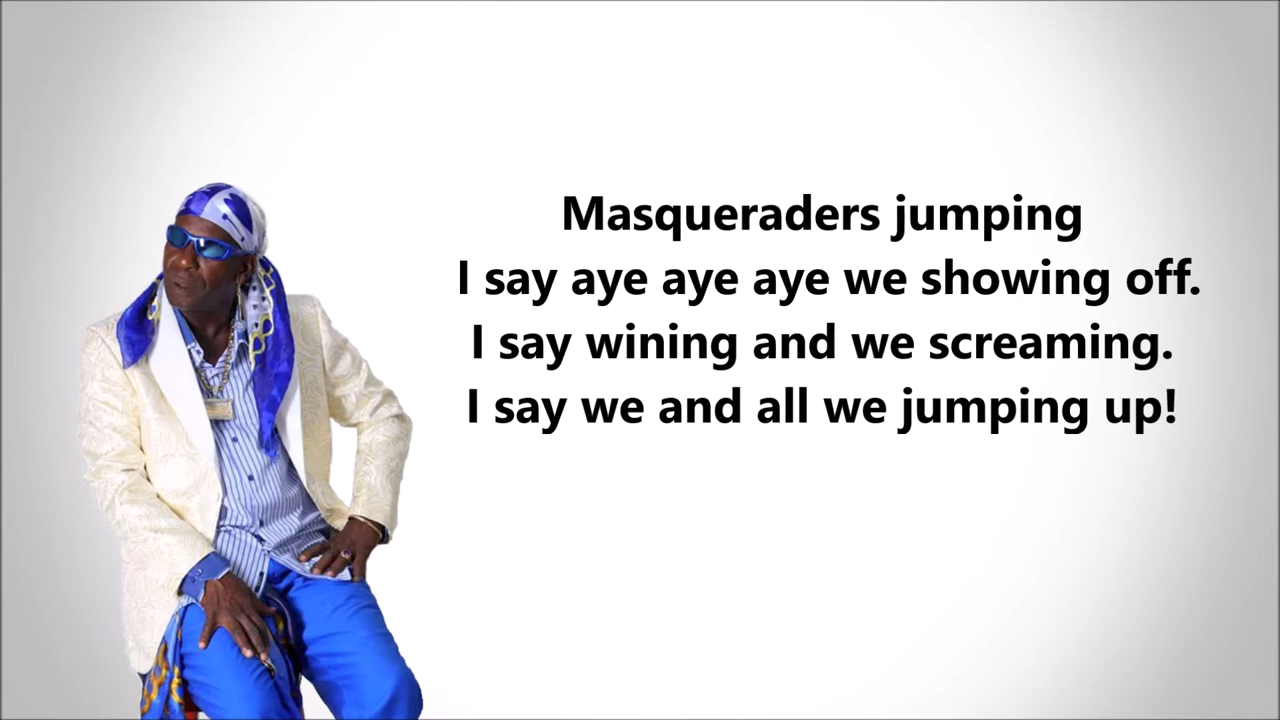 Masqueraders jumping
I say aye aye aye we showing off.
I say wining and we screaming.
I say we and all we jumping up!